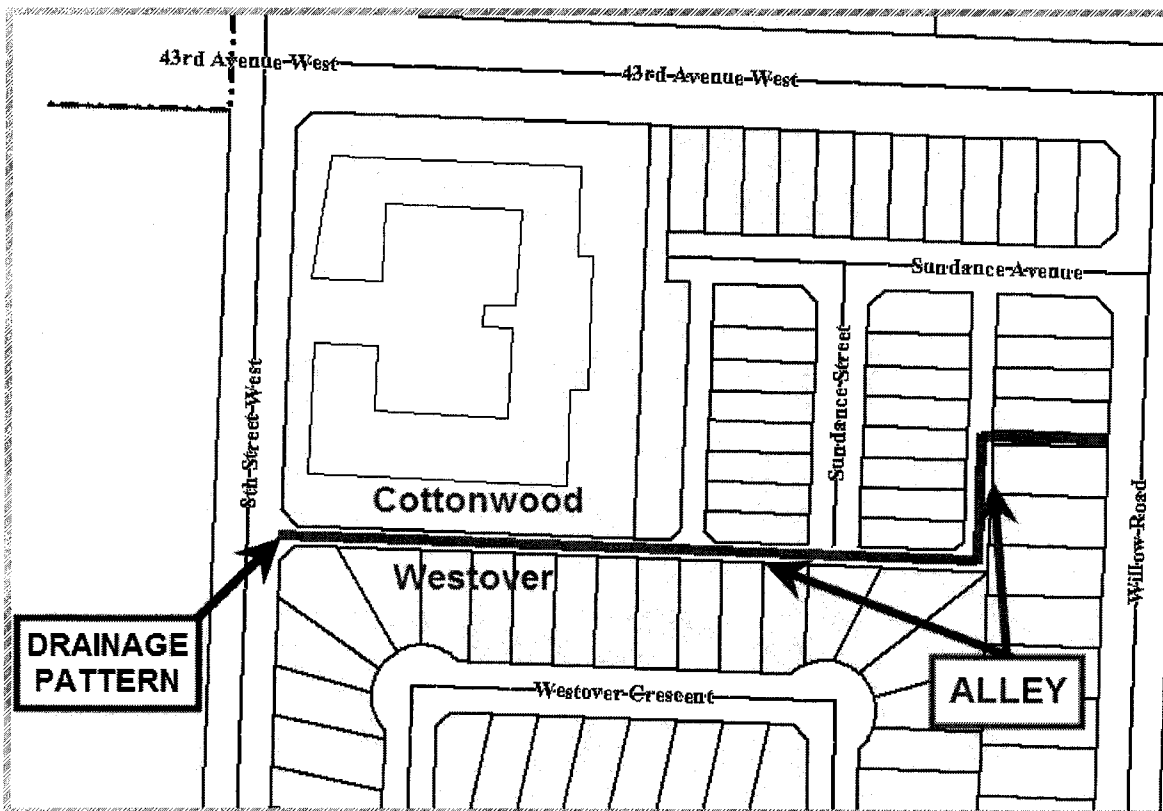 43rd Avenue West
43rd Avenue West
Sundance Avenue
Sundance Street
8th Street West
Willow Road
Cottonwood
Westover
DRAINAGE
PATTERN
ALLEY
Westover Crescent